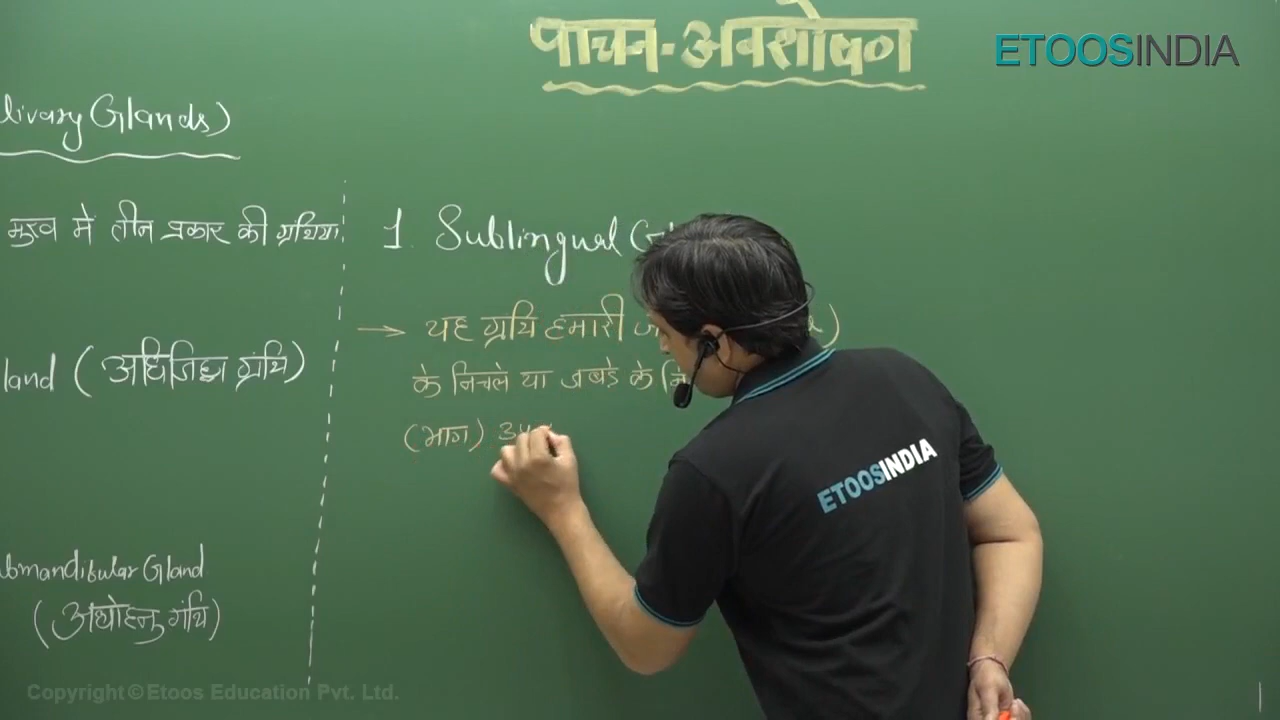 पाचन-अवशोषण
ETOOSINDIA
livary Glands)
मुख में तीन प्रकार की ग्रंथिया
land (अधिजिह्व ग्रंथि)
bmandibular Gland
(अधोहनु ग्रंथि)
1. Sublingual
→ यह ग्रंथि हमारी
के निचले या जबडे के
(भाग)
ETOOSINDIA
Copyright © Etoos Education Pvt. Ltd.